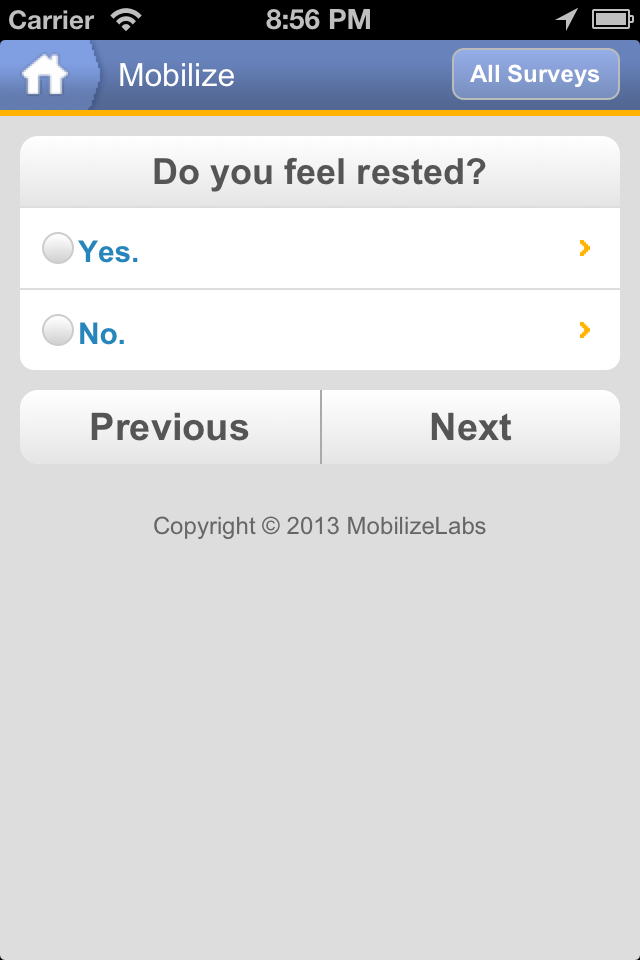 Carrier 8:56 PM
Mobilize All Surveys
Do you feel rested?
Yes.
No.
Previous Next
Copyright © 2013 MobilizeLabs